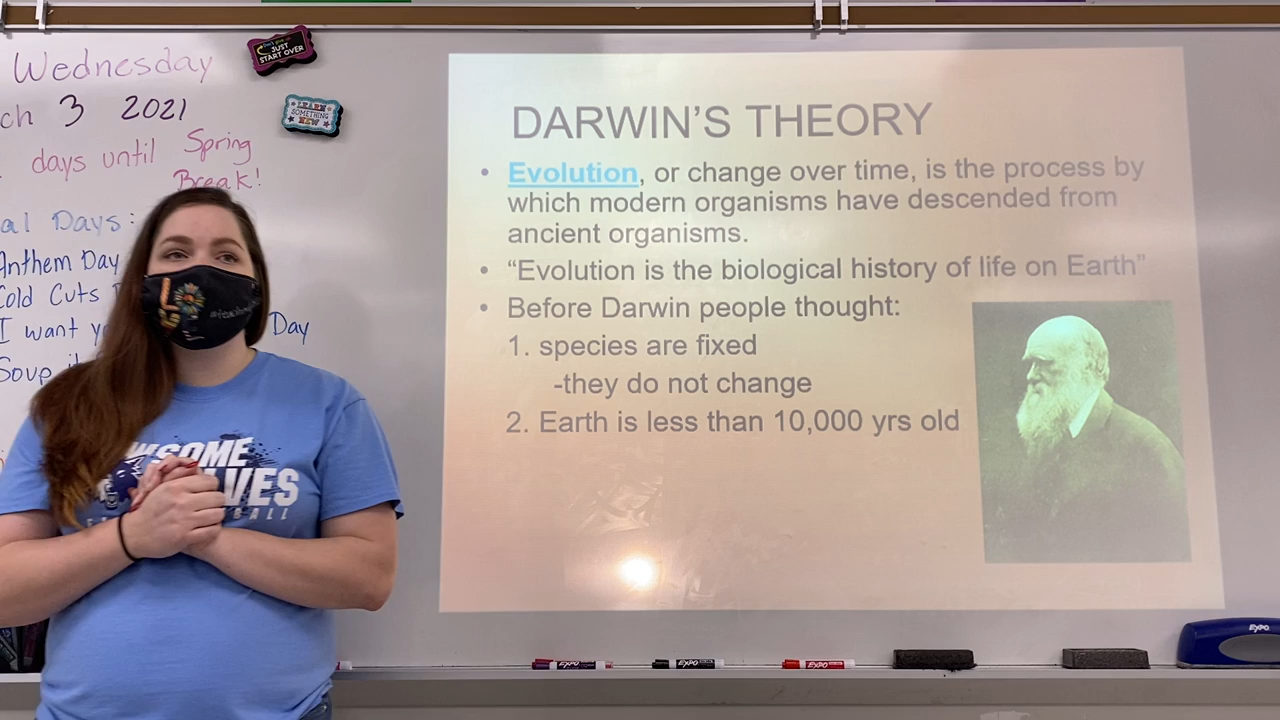 Wednesday
ch 3 2021
days until Spring
Break!
al Days:
Anthem Day
Cold Cuts
I want Day
Soup
JUST
START OVER
LEARN
SOMETHING
NEW
DARWIN'S THEORY
• Evolution, or change over time, is the process by
which modern organisms have descended from
ancient organisms.
• “Evolution is the biological history of life on Earth”
• Before Darwin people thought:
1. species are fixed
-they do not change
2. Earth is less than 10,000 yrs old
WSOME
LVES
BALL
EXPO
EXPO
EXPO
EXPO